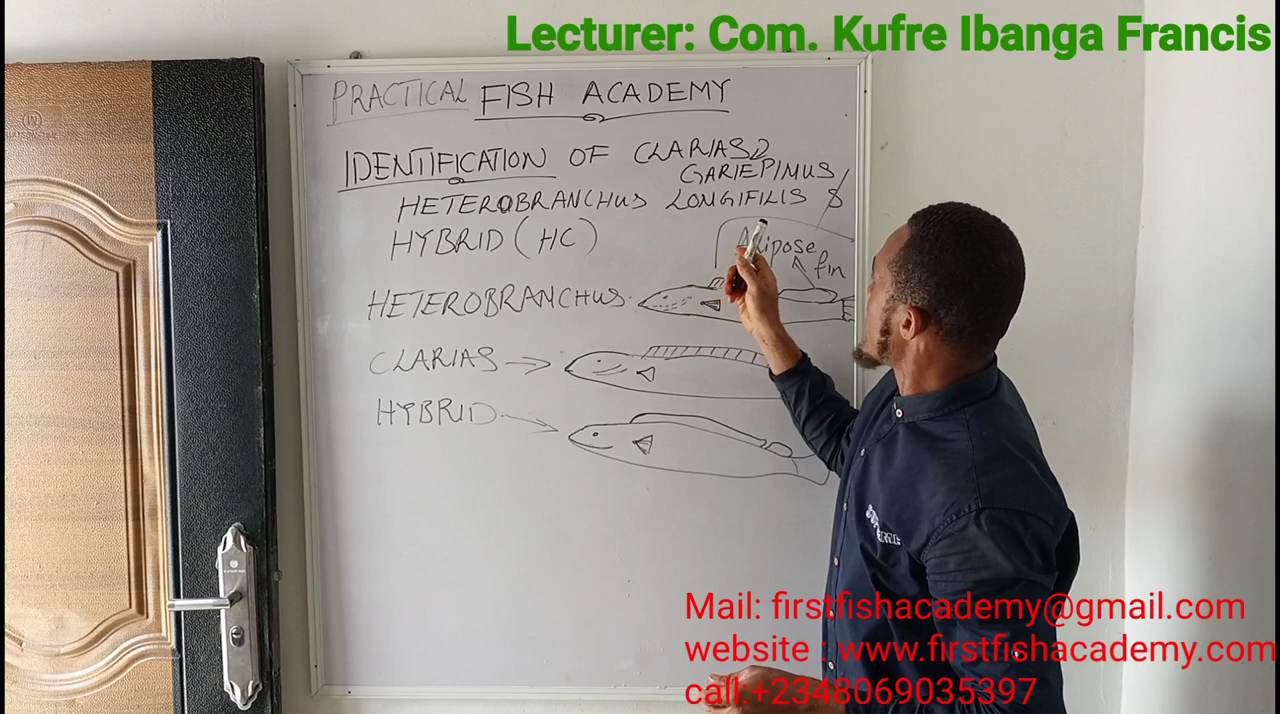 Lecturer: Com. Kufre Ibanga Francis
PRACTICAL FISH ACADEMY
IDENTIFICATION OF CLARIAS
GARIEPIMUS
HETEROBRANCHUS LONGIFILIS &
HYBRID (HC)
Adipose
fin
HETEROBRANCHUS
CLARIAS
HYBRID
Mail: firstfishacademy@gmail.com
website : www.firstfishacademy.com
call:+2348069035397